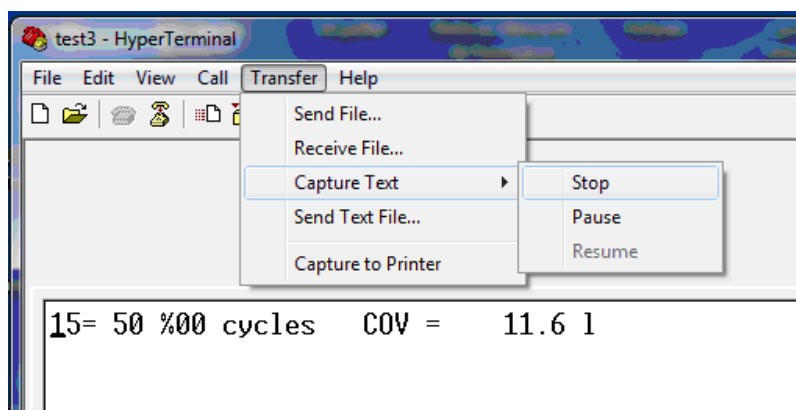 test3 - HyperTerminal
File Edit View Call Transfer Help
Send File...
Receive File...
Capture Text
Stop
Send Text File...
Pause
Capture to Printer
Resume
15= 50 %00 cycles COV = 11.6 l